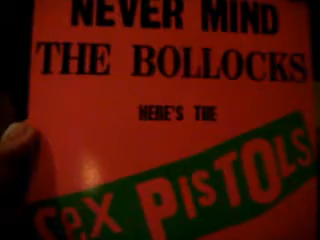 NEVER MIND
THE BOLLOCKS
HERE'S THE
Sex PISTOLS